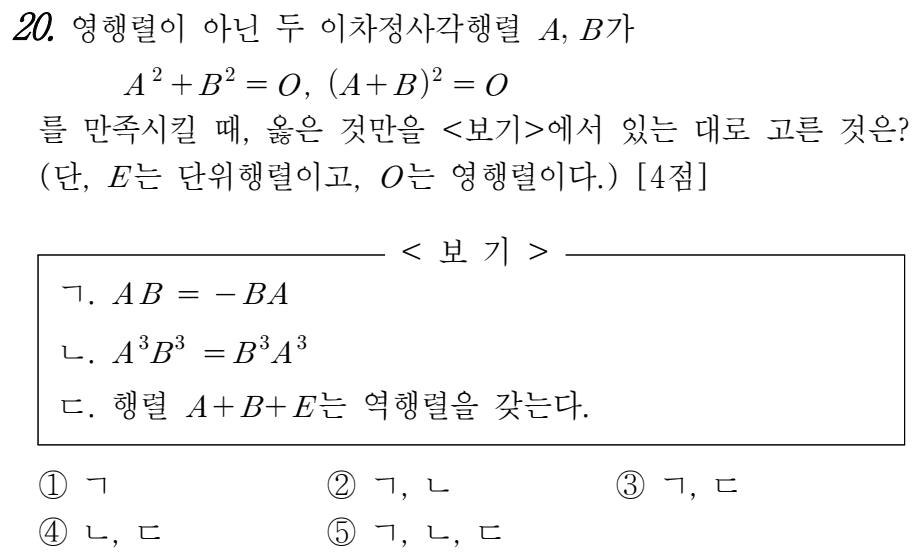 20. 영행렬이 아닌 두 이차정사각행렬 A, B가
A² + B² = O, (A+B)² = O
를 만족시킬 때, 옳은 것만을 <보기>에서 있는 대로 고른 것은?
(단, E는 단위행렬이고, O는 영행렬이다.) [4점]
< 보 기 >
ㄱ. AB = −BA
ㄴ. A³B³ = B³A³
ㄷ. 행렬 A+B+E는 역행렬을 갖는다.
① ㄱ ② ㄱ, ㄴ ③ ㄱ, ㄷ
④ ㄴ, ㄷ ⑤ ㄱ, ㄴ, ㄷ